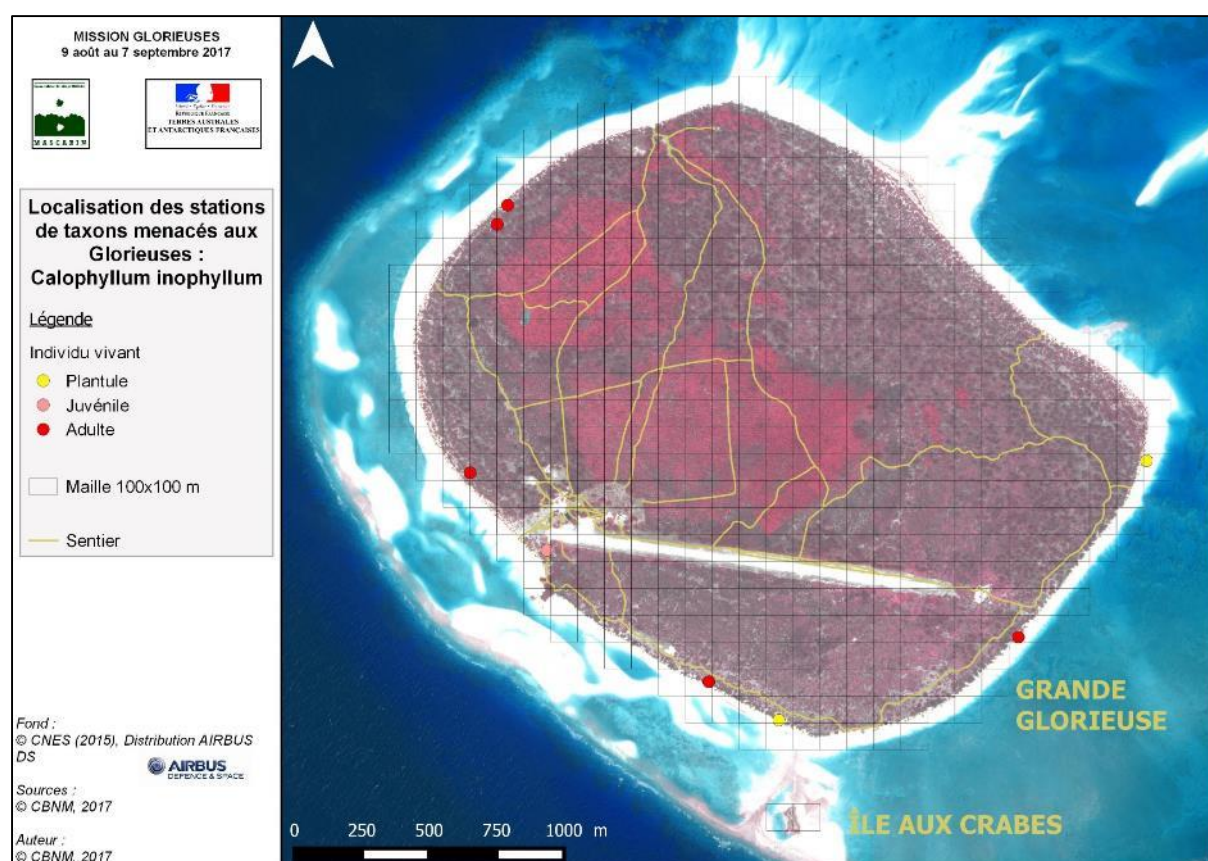 MISSION GLORIEUSES
9 août au 7 septembre 2017
MASCARIN
RÉPUBLIQUE FRANÇAISE
TERRES AUSTRALES
ET ANTARCTIQUES FRANÇAISES
Localisation des stations
de taxons menacés aux
Glorieuses :
Calophyllum inophyllum
Légende
Individu vivant
Plantule
Juvénile
Adulte
Maille 100x100 m
Sentier
Fond :
© CNES (2015), Distribution AIRBUS
DS
AIRBUS
DEFENCE & SPACE
Sources :
© CBNM, 2017
Auteur :
© CBNM, 2017
GRANDE
GLORIEUSE
ÎLE AUX CRABES
0 250 500 750 1000 m